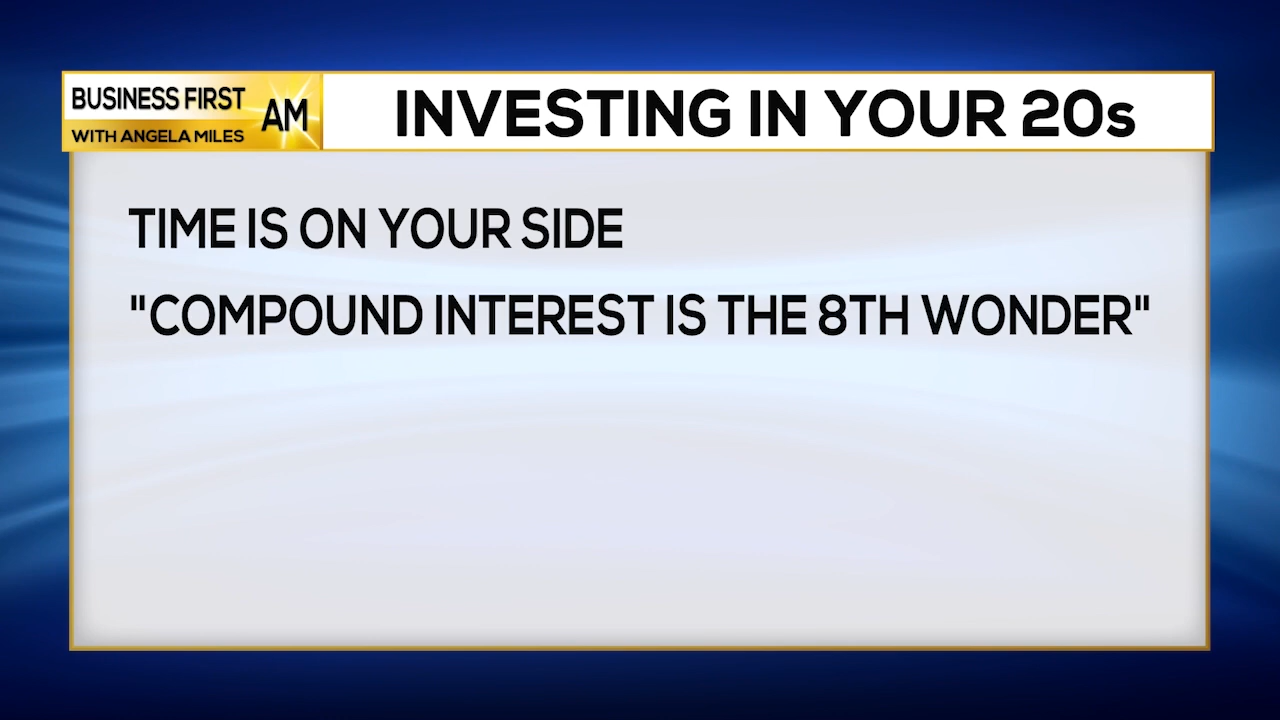 BUSINESS FIRST
AM
WITH ANGELA MILES
INVESTING IN YOUR 20s
TIME IS ON YOUR SIDE
"COMPOUND INTEREST IS THE 8TH WONDER"